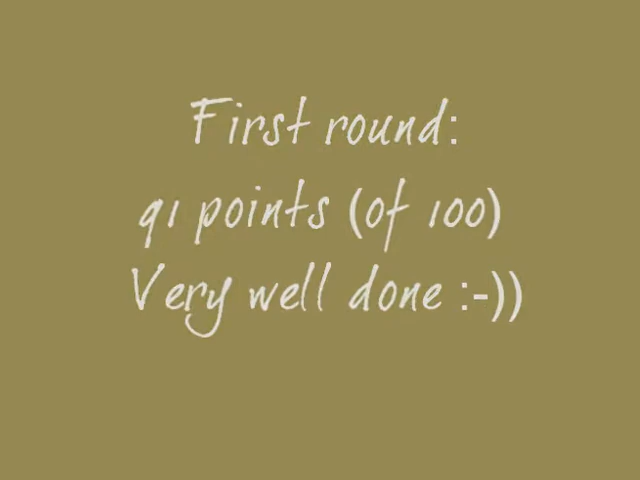 First round:
91 points (of 100)
Very well done :-))